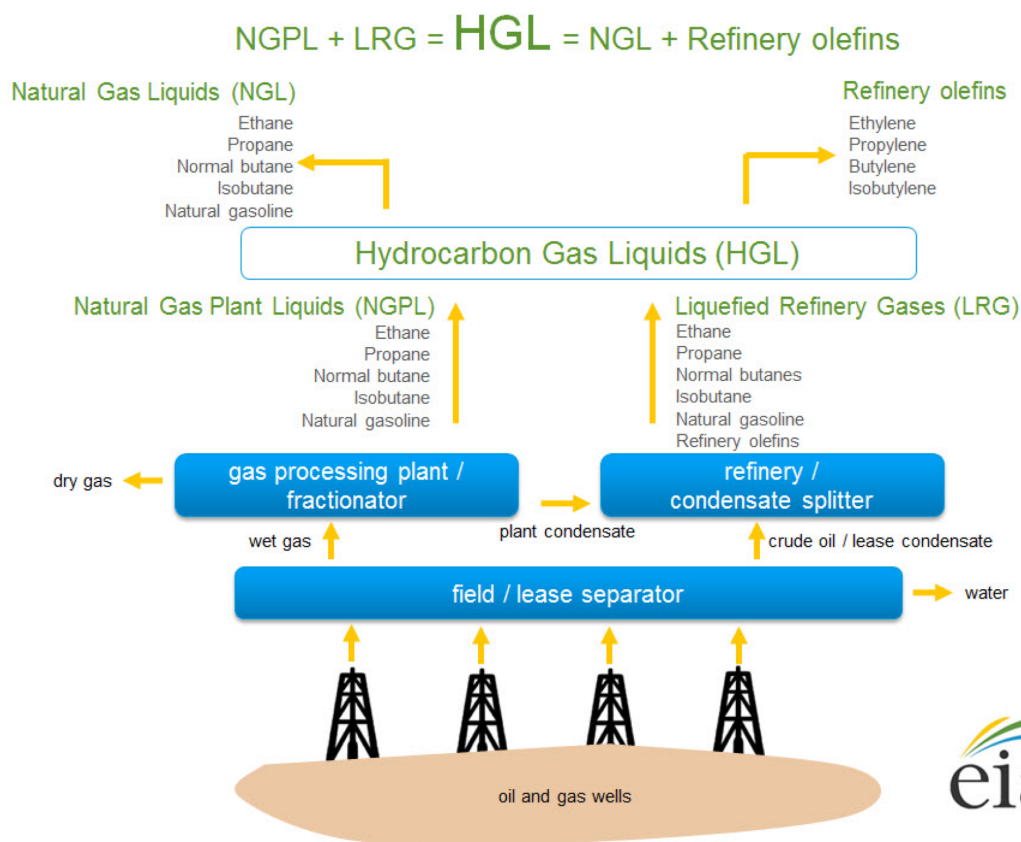 NGPL + LRG = HGL = NGL + Refinery olefins
Natural Gas Liquids (NGL)
Ethane
Propane
Normal butane
Isobutane
Natural gasoline
Refinery olefins
Ethylene
Propylene
Butylene
Isobutylene
Hydrocarbon Gas Liquids (HGL)
Natural Gas Plant Liquids (NGPL)
Ethane
Propane
Normal butane
Isobutane
Natural gasoline
Liquefied Refinery Gases (LRG)
Ethane
Propane
Normal butanes
Isobutane
Natural gasoline
Refinery olefins
dry gas
gas processing plant /
fractionator
plant condensate
refinery /
condensate splitter
wet gas
crude oil / lease condensate
field / lease separator
water
oil and gas wells
eia